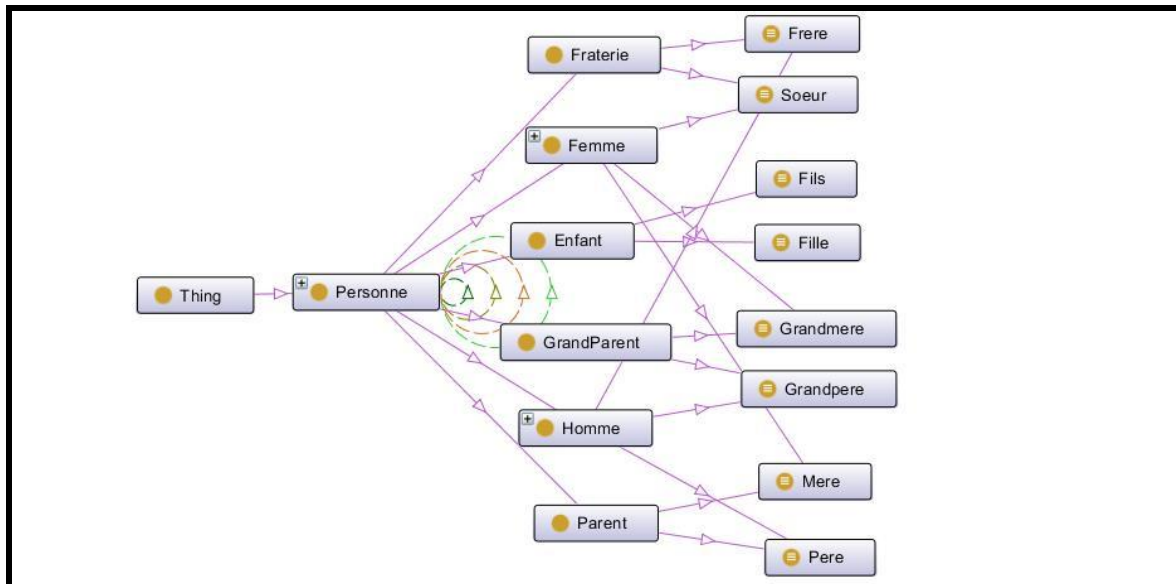 Thing
Personne
Fraterie
Femme
Enfant
GrandParent
Homme
Parent
Frere
Soeur
Fils
Fille
Grandmere
Grandpere
Mere
Pere